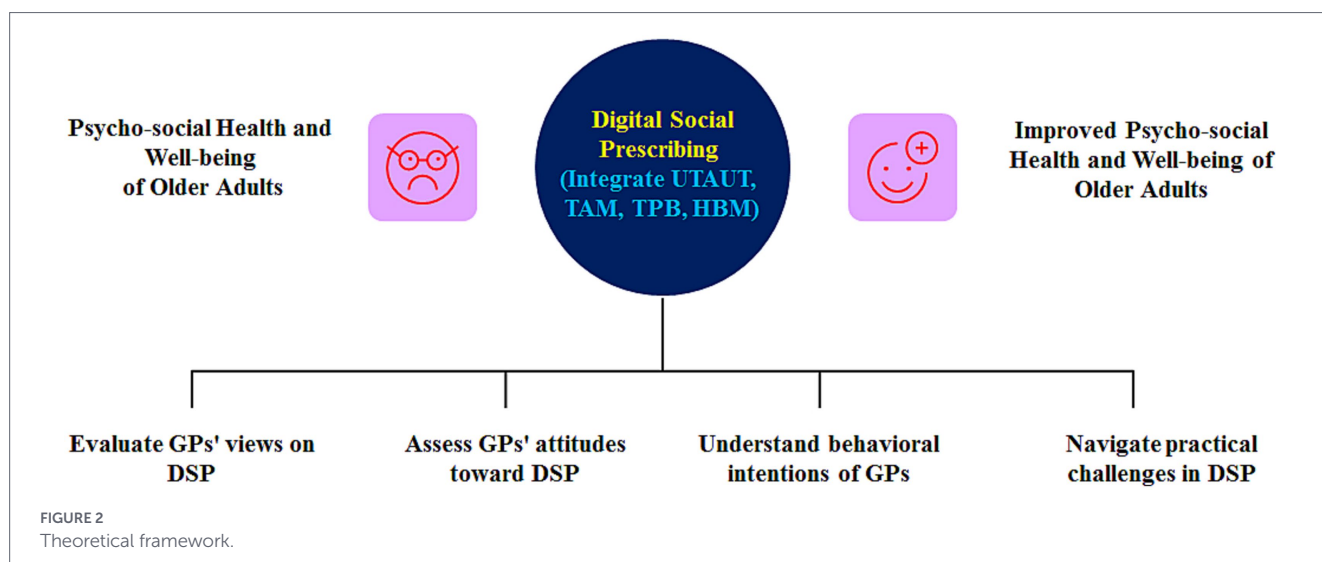 Psycho-social Health and
Well-being
of Older Adults
Digital Social
Prescribing
(Integrate UTAUT,
TAM, TPB, HBM)
Improved Psycho-social
Health and Well-being of
Older Adults
Evaluate GPs' views on
DSP
Assess GPs' attitudes
toward DSP
Understand behavioral
intentions of GPs
Navigate practical
challenges in DSP
FIGURE 2
Theoretical framework.